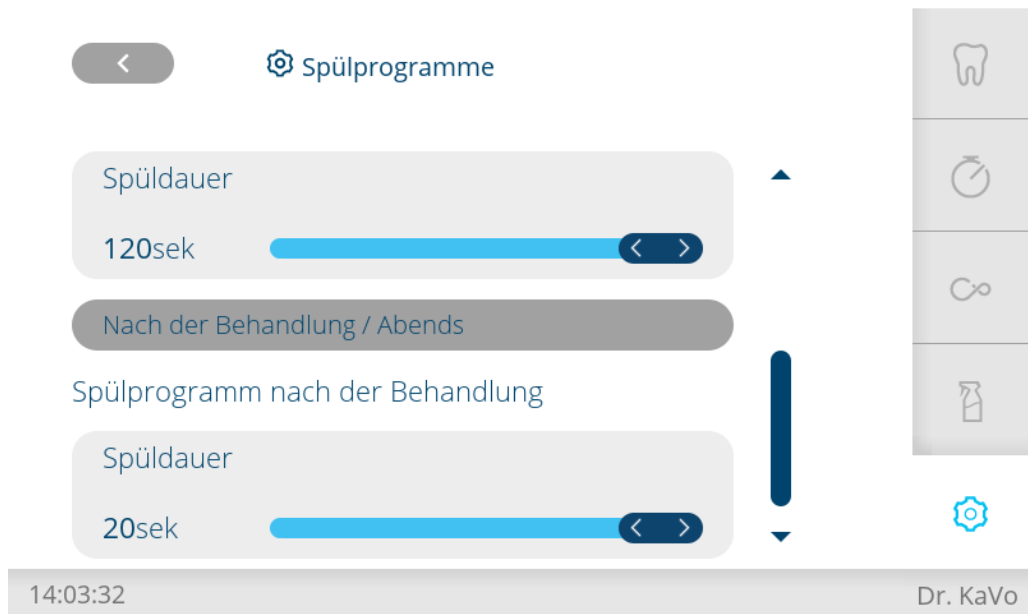 Spülprogramme
Spüldauer
120sek
Nach der Behandlung / Abends
Spülprogramm nach der Behandlung
Spüldauer
20sek
14:03:32
Dr. KaVo